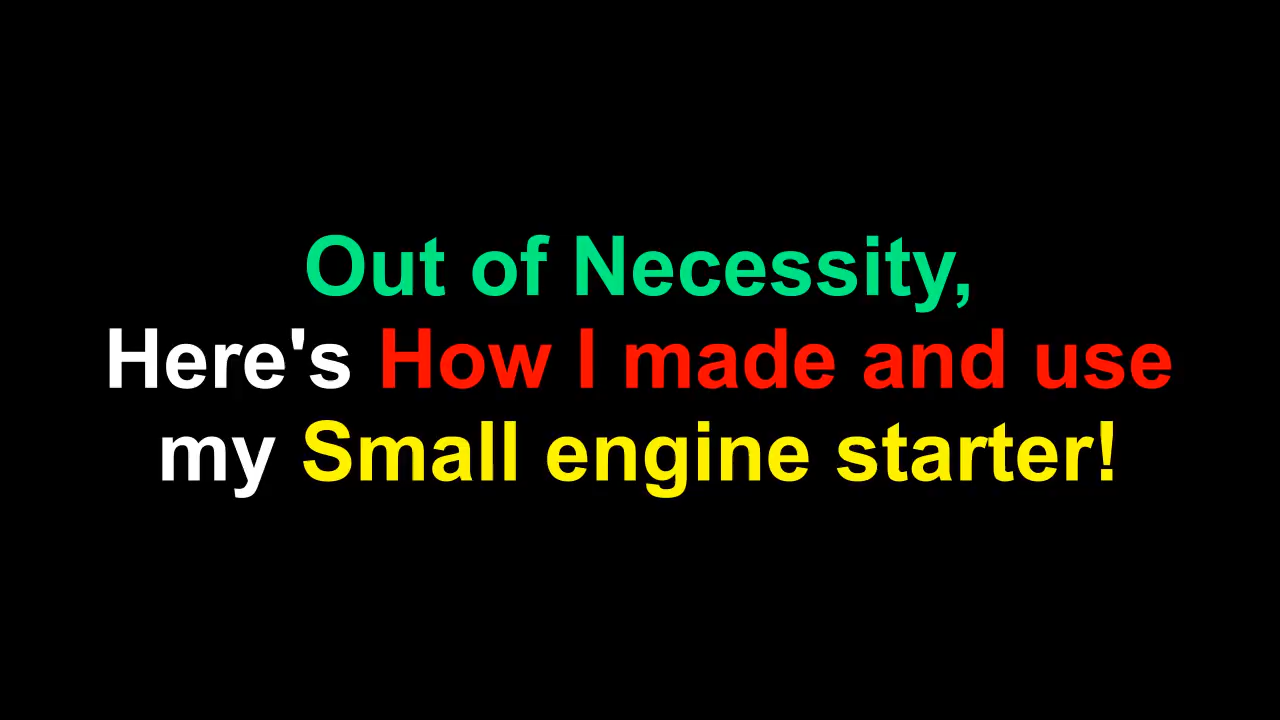 Out of Necessity,
Here's How I made and use
my Small engine starter!